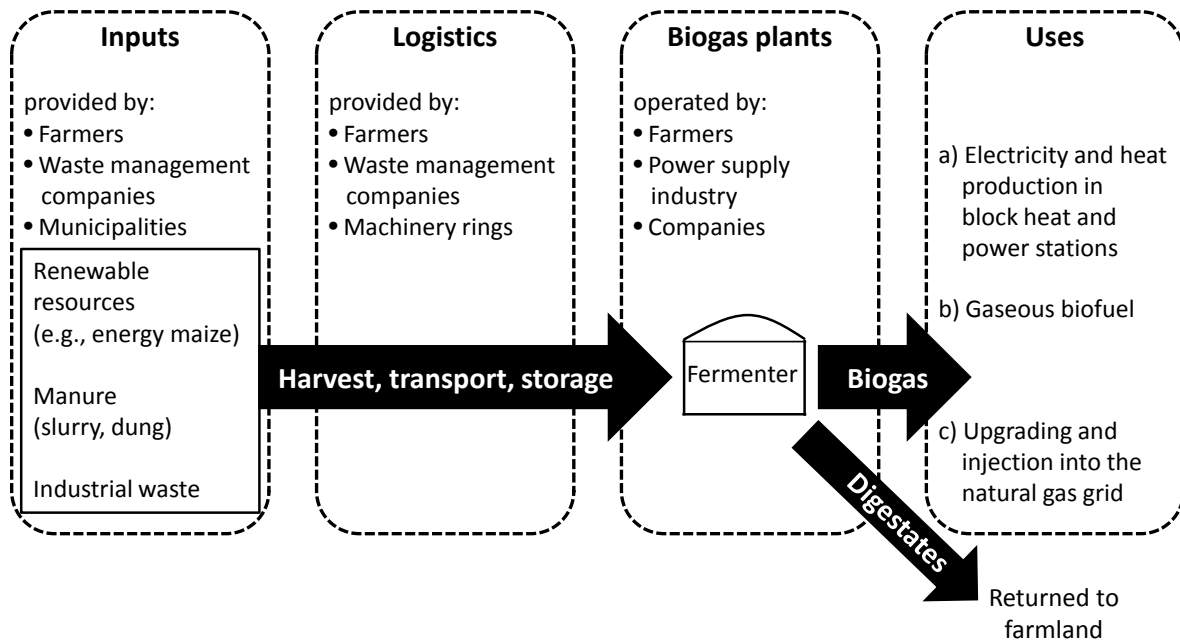 Inputs
provided by:
• Farmers
• Waste management
companies
• Municipalities
Renewable
resources
(e.g., energy maize)
Manure
(slurry, dung)
Industrial waste
Logistics
provided by:
• Farmers
• Waste management
companies
• Machinery rings
Harvest, transport, storage
Biogas plants
operated by:
• Farmers
• Power supply
industry
• Companies
Fermenter
Biogas
Digestates
Uses
a) Electricity and heat
production in
block heat and
power stations
b) Gaseous biofuel
c) Upgrading and
injection into the
natural gas grid
Returned to
farmland